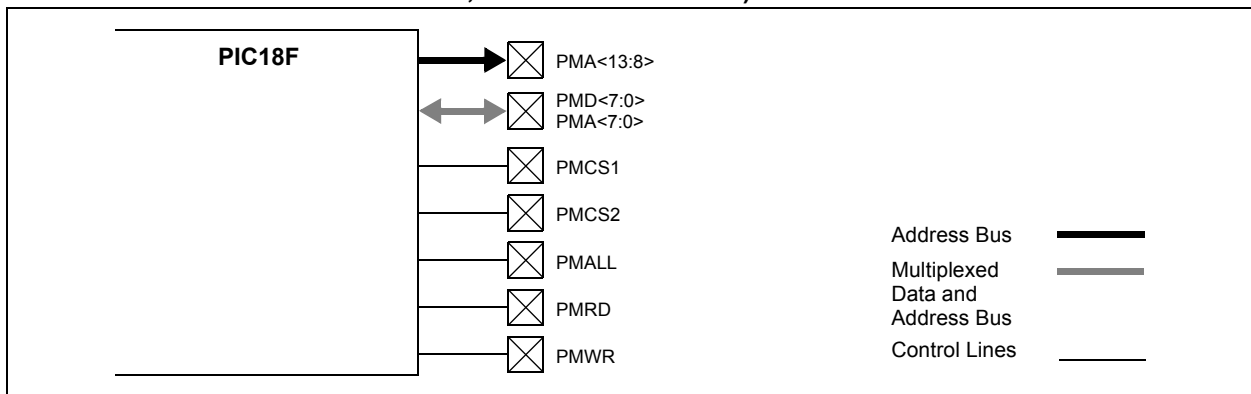 PIC18F
PMA<13:8>
PMD<7:0>
PMA<7:0>
PMCS1
PMCS2
PMALL
PMRD
PMWR
Address Bus
Multiplexed
Data and
Address Bus
Control Lines